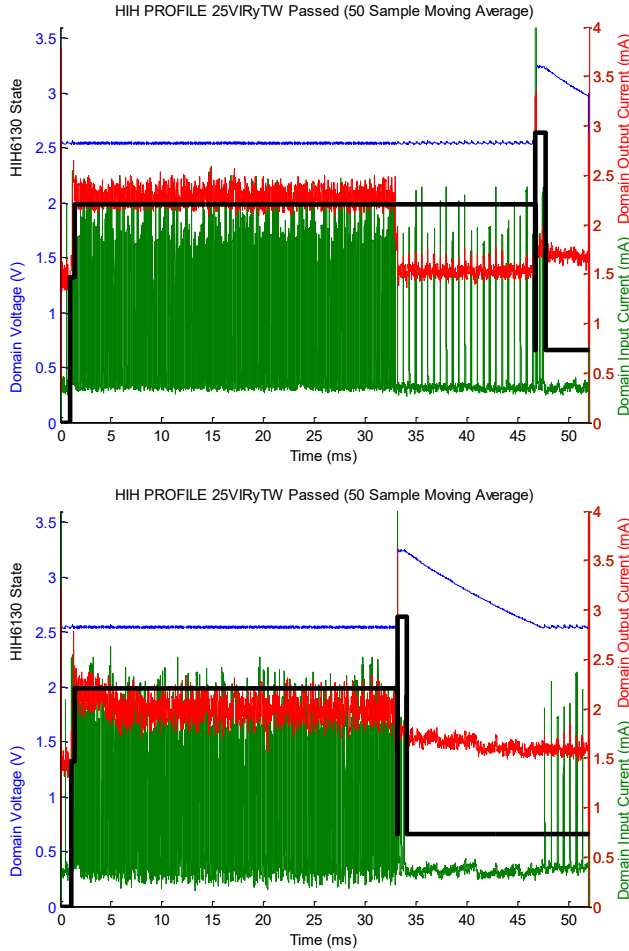 HIH PROFILE 25VIRyTW Passed (50 Sample Moving Average)
HIH6130 State
Domain Voltage (V)
3.5
3
2.5
2
1.5
1
0.5
0
4
3.5
3
2.5
2
1.5
1
0.5
0
Domain Output Current (mA)
Domain Input Current (mA)
0 5 10 15 20 25 30 35 40 45 50
Time (ms)
HIH PROFILE 25VIRyTW Passed (50 Sample Moving Average)
HIH6130 State
Domain Voltage (V)
3.5
3
2.5
2
1.5
1
0.5
0
4
3.5
3
2.5
2
1.5
1
0.5
0
Domain Output Current (mA)
Domain Input Current (mA)
0 5 10 15 20 25 30 35 40 45 50
Time (ms)